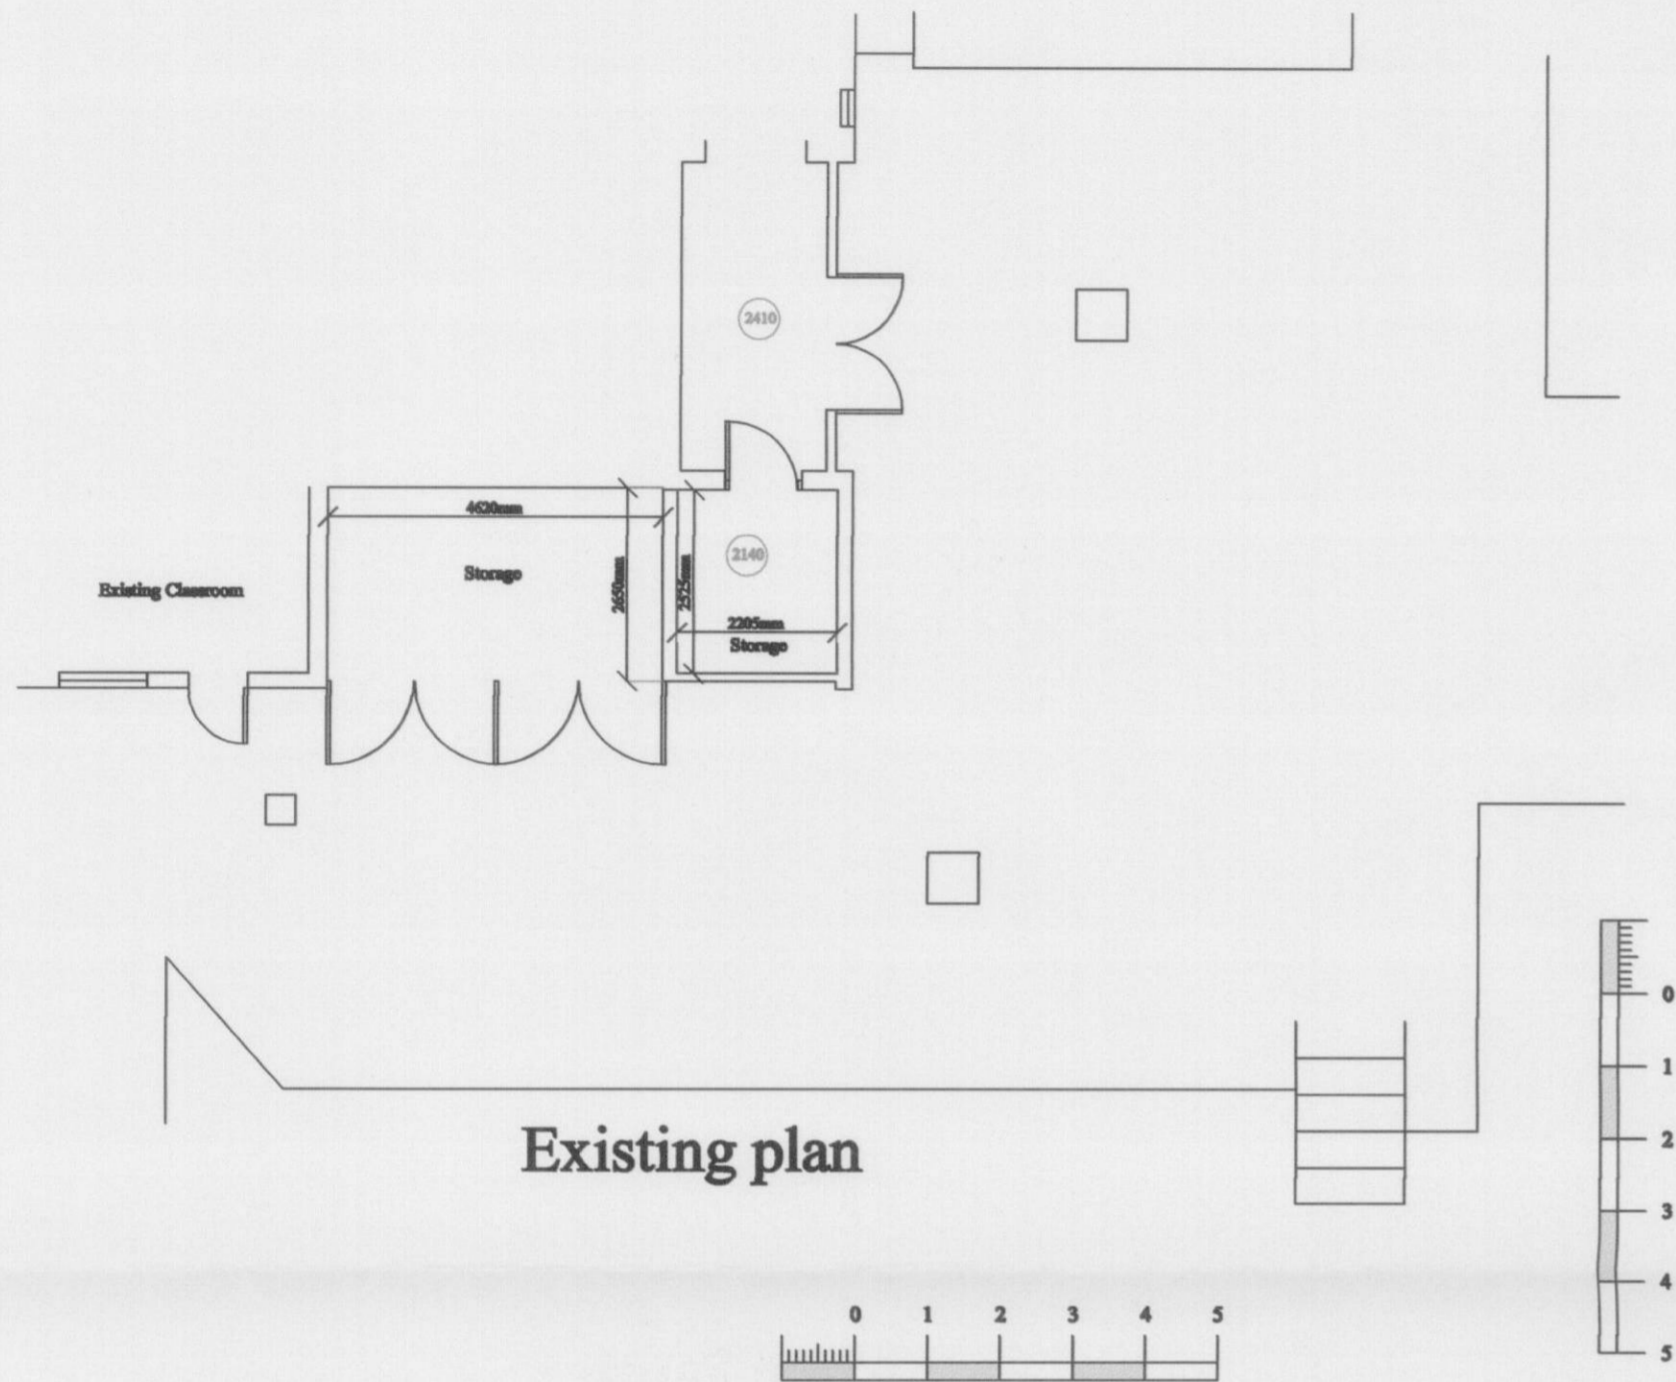 2410
4620mm
Storage
2650mm
2525mm
2140
2205mm
Storage
Existing Classroom
Existing plan
0
1
2
3
4
5
0 1 2 3 4 5